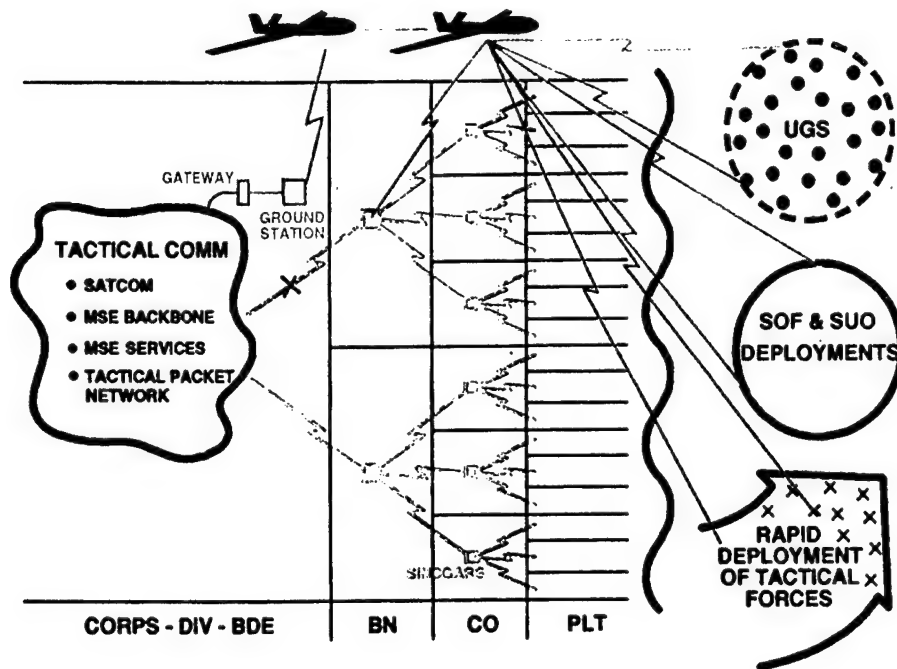 UGS
GATEWAY
GROUND
STATION
TACTICAL COMM
• SATCOM
• MSE BACKBONE
• MSE SERVICES
• TACTICAL PACKET
NETWORK
SOF & SUO
DEPLOYMENTS
RAPID
DEPLOYMENT
OF TACTICAL
FORCES
SINCGARS
CORPS - DIV - BDE
BN
CO
PLT